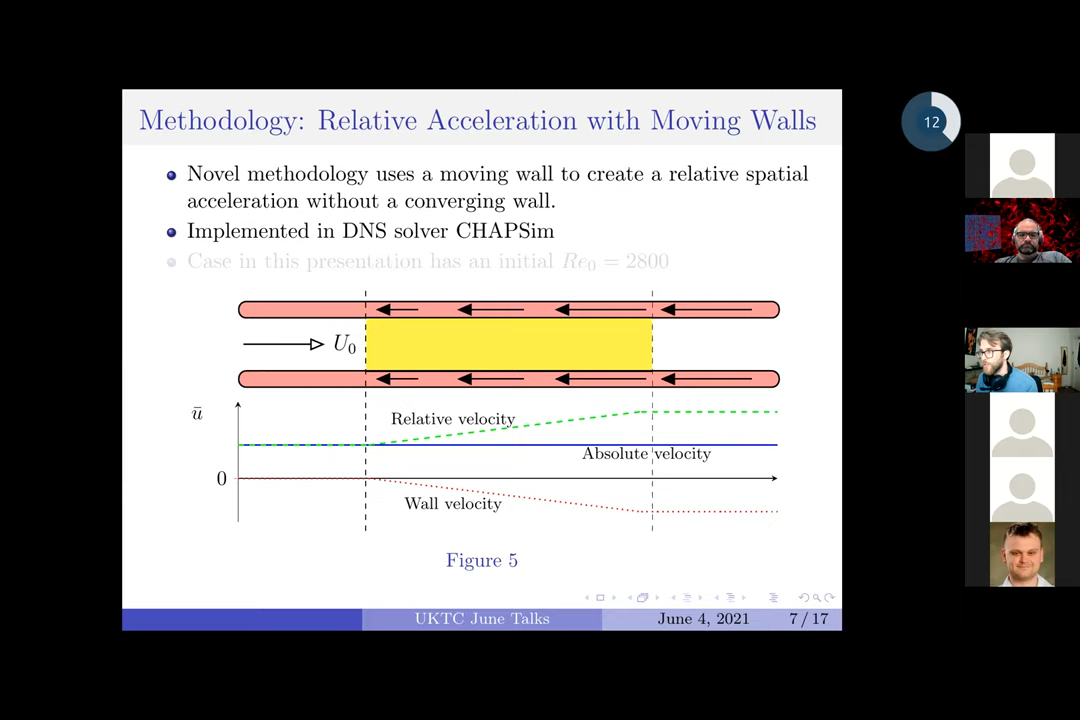 Methodology: Relative Acceleration with Moving Walls
12
Novel methodology uses a moving wall to create a relative spatial
acceleration without a converging wall.
Implemented in DNS solver CHAPSim
Case in this presentation has an initial Re₀ = 2800
U₀
ū
Relative velocity
Absolute velocity
0
Wall velocity
Figure 5
UKTC June Talks June 4, 2021 7 / 17